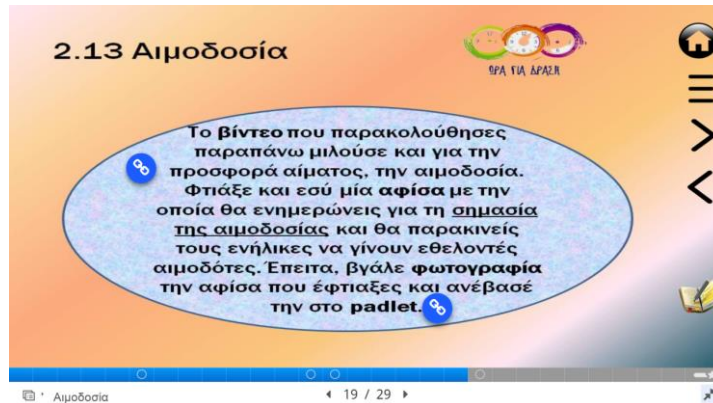 2.13 Αιμοδοσία
ΩΡΑ ΓΙΑ ΔΡΑΣΗ
Το βίντεο που παρακολούθησες
παραπάνω μιλούσε και για την
προσφορά αίματος, την αιμοδοσία.
Φτιάξε και εσύ μία αφίσα με την
οποία θα ενημερώνεις για τη σημασία
της αιμοδοσίας και θα παρακινείς
τους ενήλικες να γίνουν εθελοντές
αιμοδότες. Έπειτα, βγάλε φωτογραφία
την αφίσα που έφτιαξες και ανέβασέ
την στο padlet.
Αιμοδοσία
19 / 29